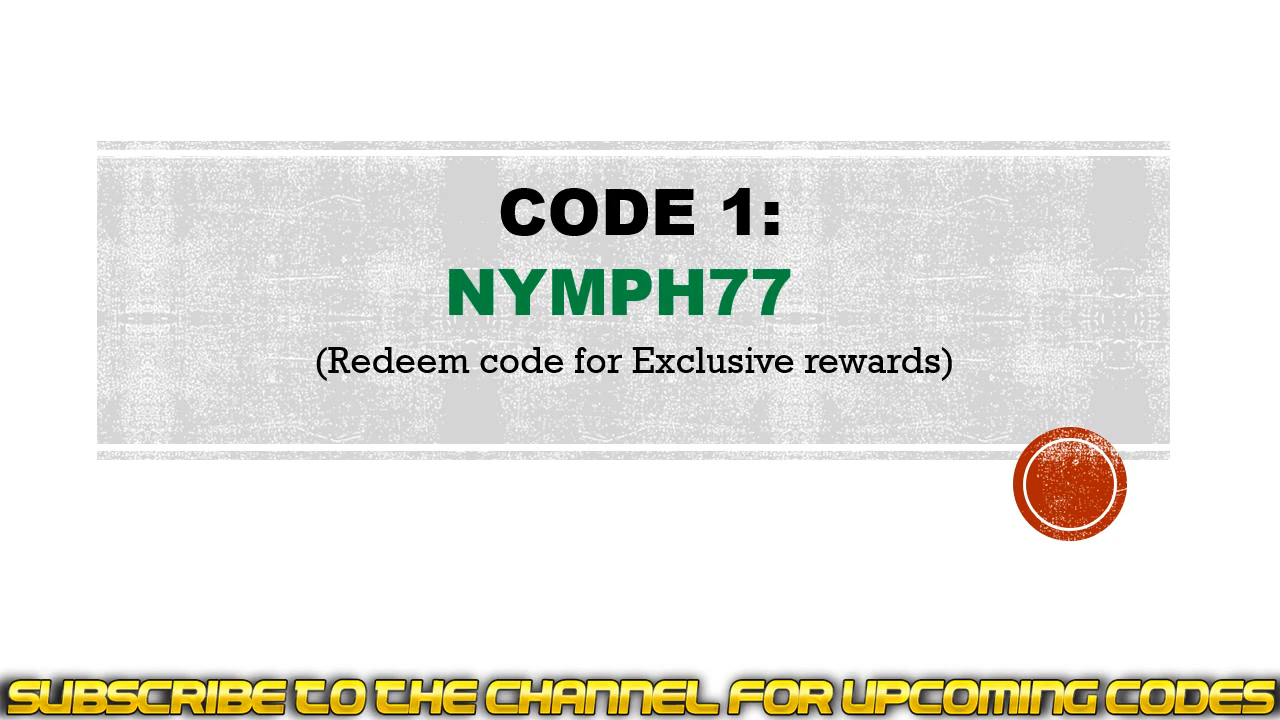 CODE 1:
NYMPH77
(Redeem code for Exclusive rewards)
SUBSCRIBE TO THE CHANNEL FOR UPCOMING CODES